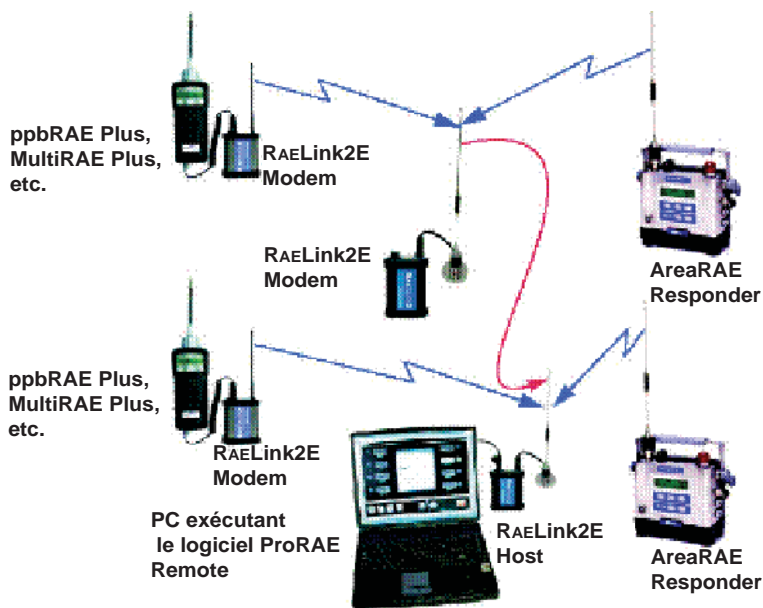 ppbRAE Plus,
MultiRAE Plus,
etc.
RAELink2E
Modem
RAELink2E
Modem
AreaRAE
Responder
ppbRAE Plus,
MultiRAE Plus,
etc.
RAELink2E
Modem
PC exécutant
le logiciel ProRAE
Remote
RAELink2E
Host
AreaRAE
Responder